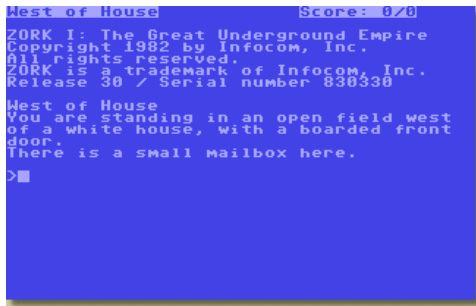 West of House Score: 0/0
ZORK I: The Great Underground Empire
Copyright 1982 by Infocom, Inc.
All rights reserved.
ZORK is a trademark of Infocom, Inc.
Release 30 / Serial number 830330
West of House
You are standing in an open field west
of a white house, with a boarded front
door.
There is a small mailbox here.
>